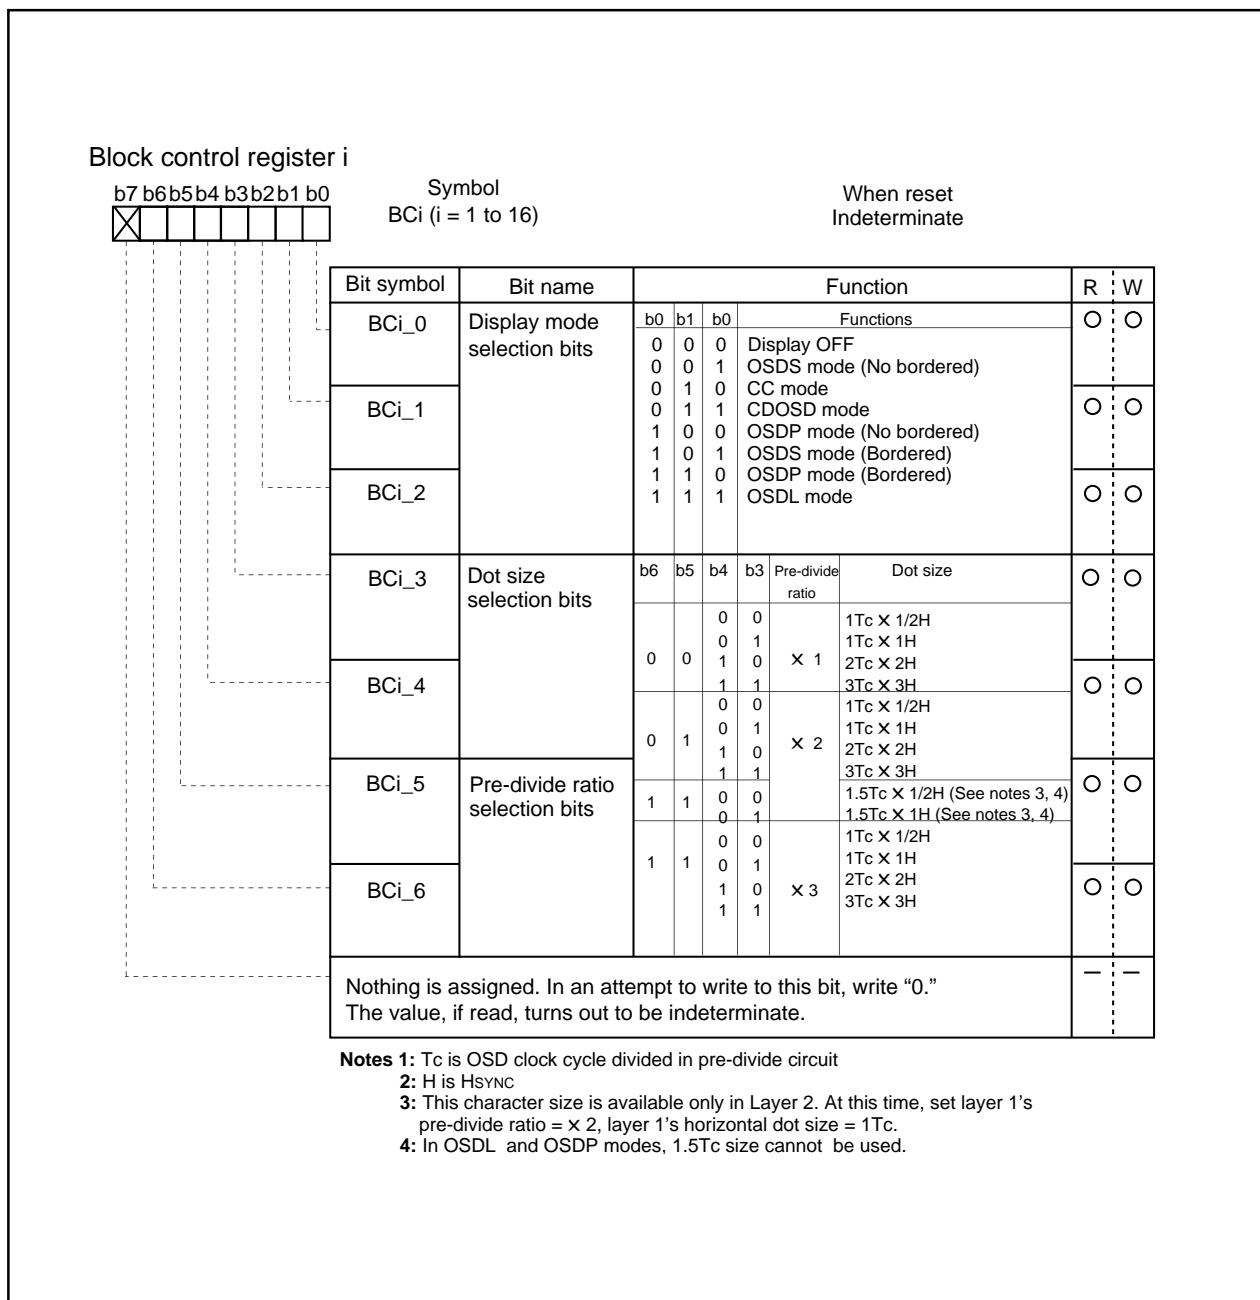 Block control register i
b7 b6 b5 b4 b3 b2 b1 b0
Symbol
BCi (i = 1 to 16)
When reset
Indeterminate
Bit symbol Bit name Function R W
BCi_0 Display mode selection bits
b0 b1 b0 Functions
0 0 0 Display OFF
0 0 1 OSDS mode (No bordered)
0 1 0 CC mode
BCi_1
0 1 1 CDOSD mode
1 0 0 OSDP mode (No bordered)
1 0 1 OSDS mode (Bordered)
1 1 0 OSDP mode (Bordered)
BCi_2
1 1 1 OSDL mode
BCi_3 Dot size selection bits
b6 b5 b4 b3 Pre-divide ratio Dot size
0 0 1Tc × 1/2H
0 1 1Tc × 1H
0 0 1 0 × 1 2Tc × 2H
1 1 3Tc × 3H
BCi_4
0 0 1Tc × 1/2H
0 1 1Tc × 1H
0 1 1 0 × 2 2Tc × 2H
1 1 3Tc × 3H
BCi_5 Pre-divide ratio selection bits
1 1 0 0 1.5Tc × 1/2H (See notes 3, 4)
0 1 1.5Tc × 1H (See notes 3, 4)
0 0 1Tc × 1/2H
1 1 0 1 1Tc × 1H
BCi_6
1 0 × 3 2Tc × 2H
1 1 3Tc × 3H
Nothing is assigned. In an attempt to write to this bit, write “0.” – –
The value, if read, turns out to be indeterminate.
Notes 1: Tc is OSD clock cycle divided in pre-divide circuit
2: H is HSYNC
3: This character size is available only in Layer 2. At this time, set layer 1's
pre-divide ratio = × 2, layer 1's horizontal dot size = 1Tc.
4: In OSDL and OSDP modes, 1.5Tc size cannot be used.